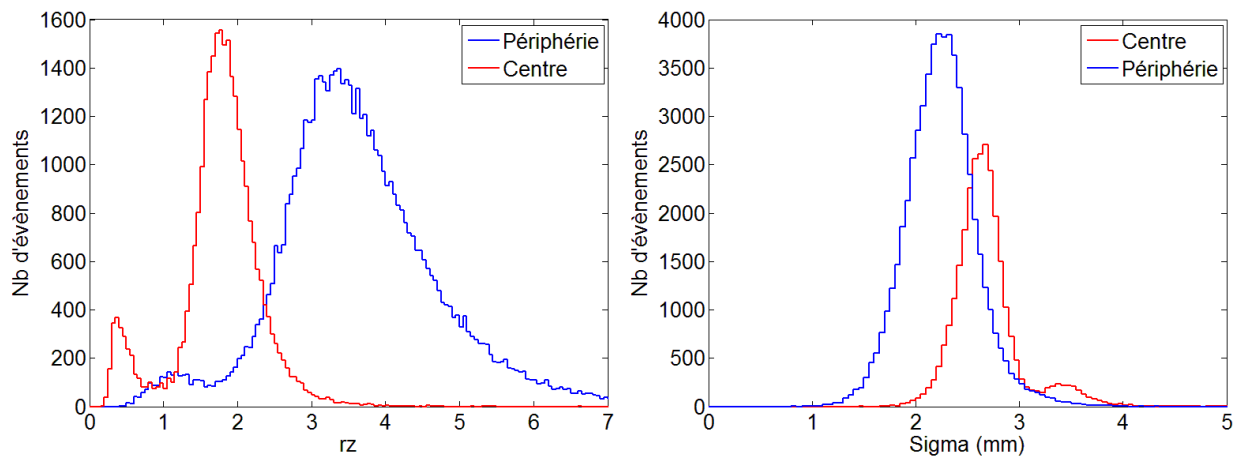 1600
1400
1200
1000
800
600
400
200
0
0 1 2 3 4 5 6 7
rz
Nb d'évènements
Périphérie
Centre
4000
3500
3000
2500
2000
1500
1000
500
0
0 1 2 3 4 5
Sigma (mm)
Nb d'évènements
Centre
Périphérie